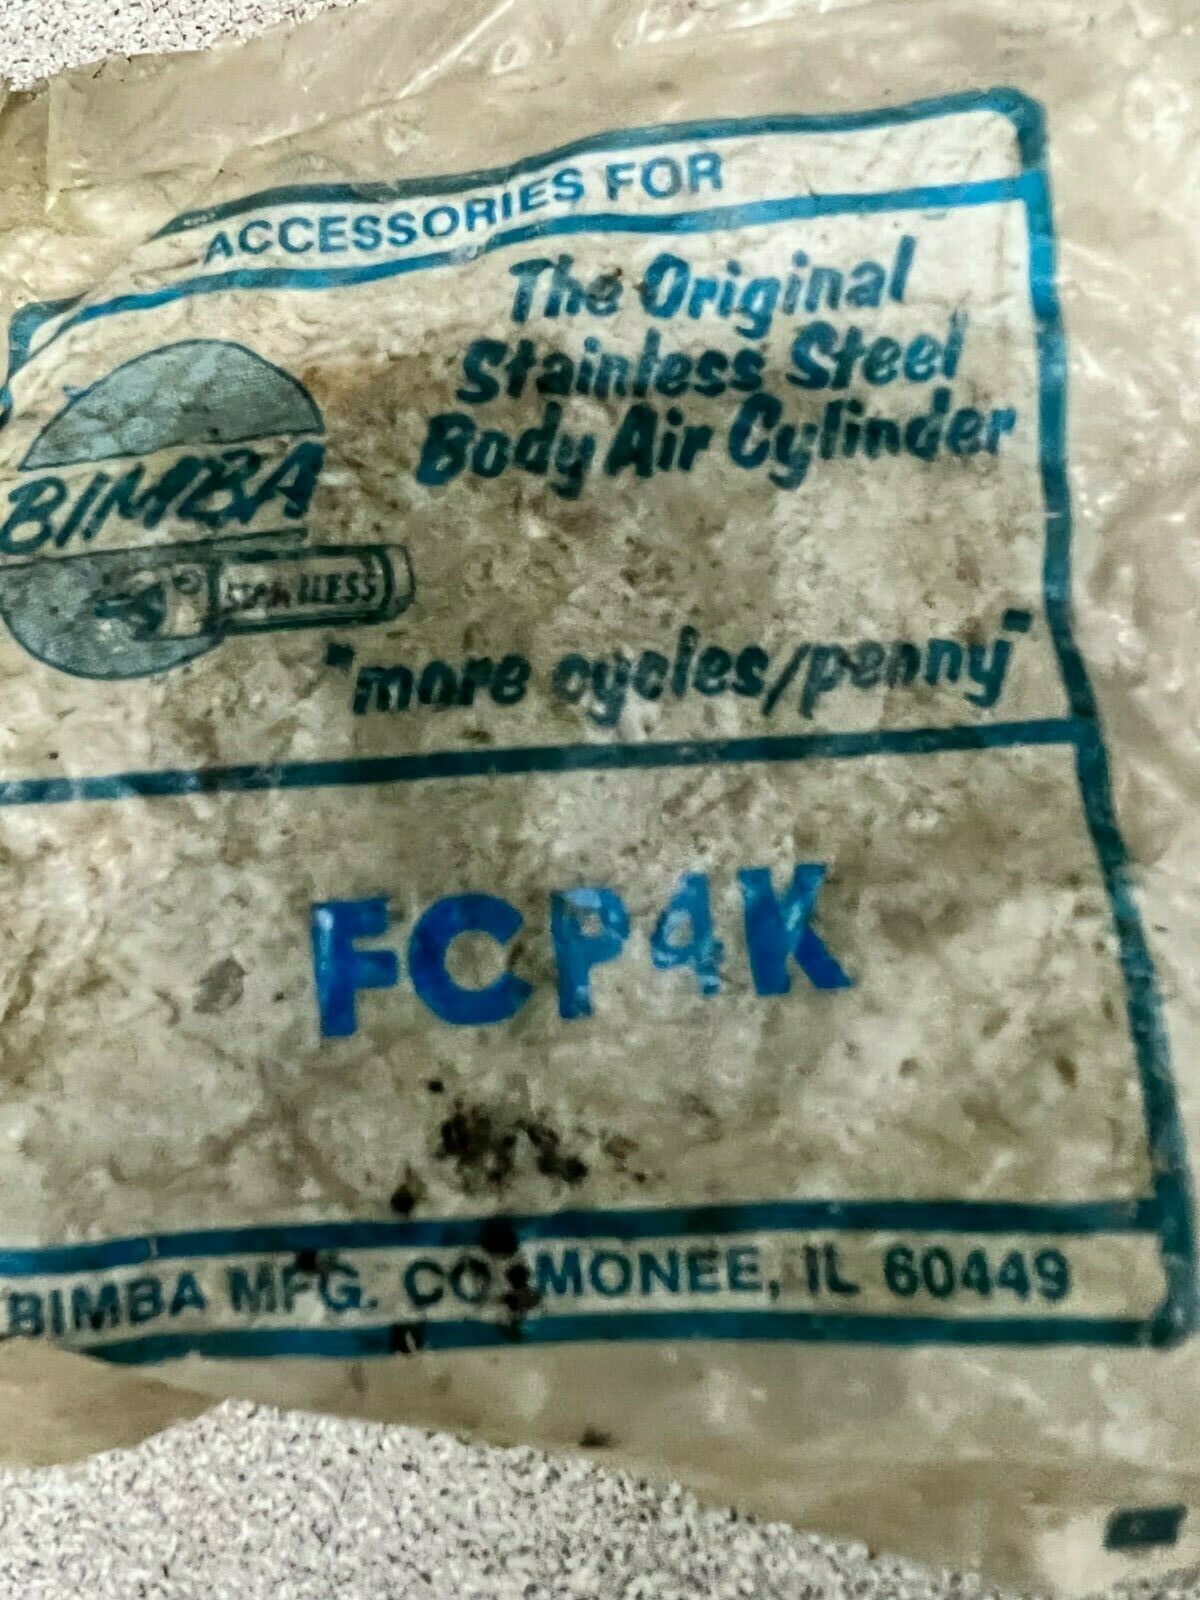 ACCESSORIES FOR
The Original
Stainless Steel
Body Air Cylinder
BIMBA
STAINLESS
"more cycles/penny"
FCP4K
BIMBA MFG. CO. MONEE, IL 60449